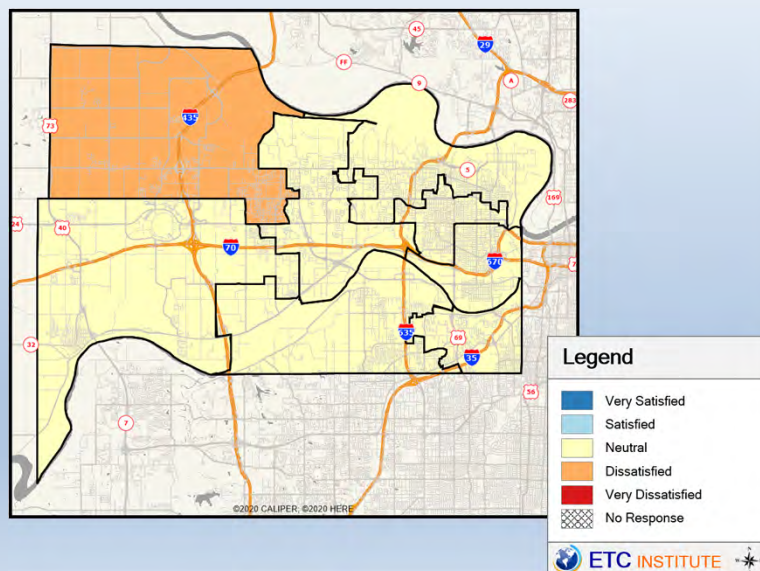 45
29
FF
A
9
283
435
73
5
169
24
40
70
670
7
635
69
32
35
56
7
©2020 CALIPER; ©2020 HERE
Legend
Very Satisfied
Satisfied
Neutral
Dissatisfied
Very Dissatisfied
No Response
ETC INSTITUTE
N
W
E
S